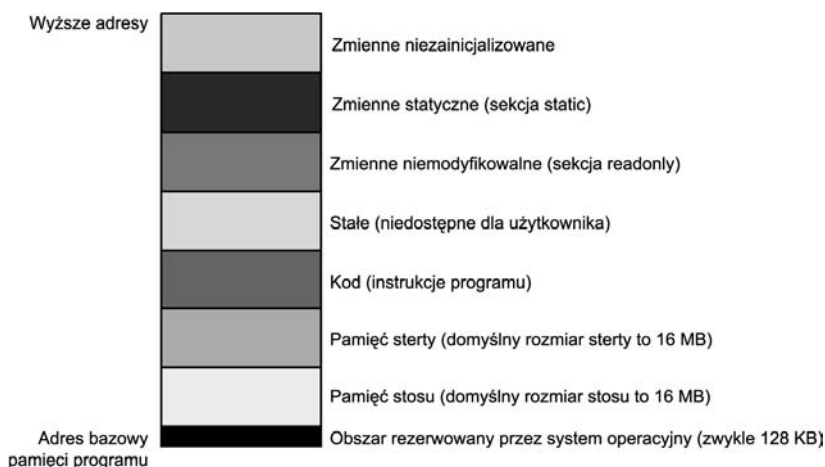 Wyższe adresy
Zmienne niezainicjalizowane
Zmienne statyczne (sekcja static)
Zmienne niemodyfikowalne (sekcja readonly)
Stałe (niedostępne dla użytkownika)
Kod (instrukcje programu)
Pamięć sterty (domyślny rozmiar sterty to 16 MB)
Pamięć stosu (domyślny rozmiar stosu to 16 MB)
Adres bazowy
pamięci programu
Obszar rezerwowany przez system operacyjny (zwykle 128 KB)